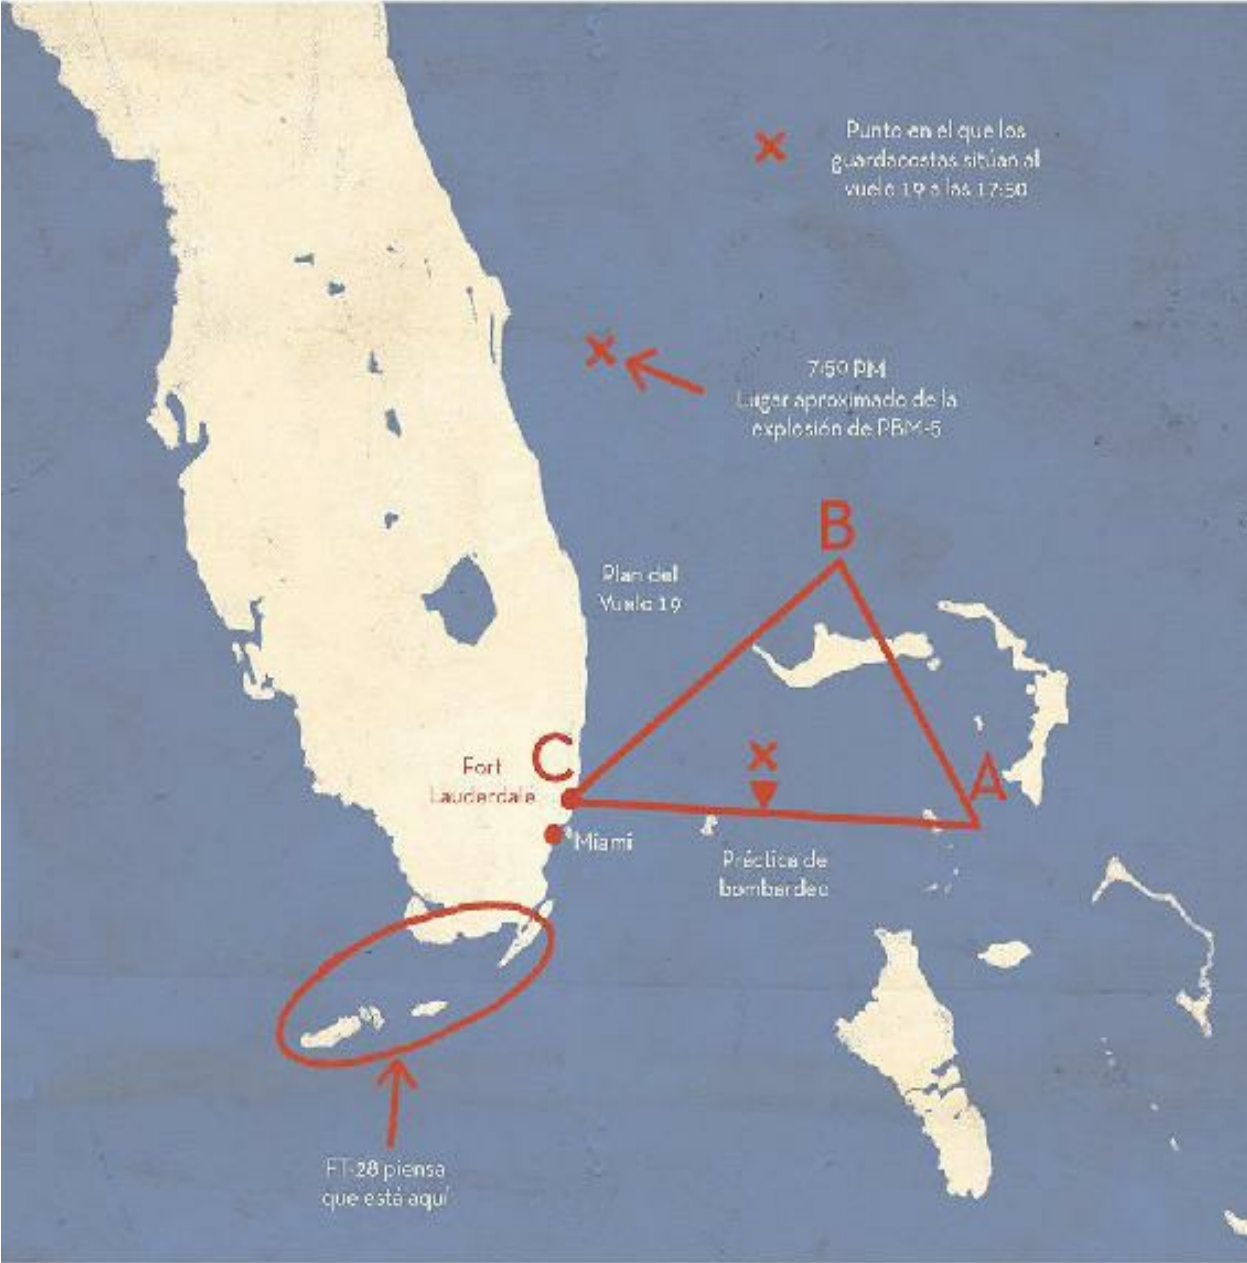 Punto en el que los
guardacostas sitúan al
vuelo 19 a las 17:50
7:50 PM
Lugar aproximado de la
explosión de PBM-5
B
Plan del
Vuelo 19
C
Fort
Lauderdale
A
Miami
Práctica de
bombardeo
FT-28 piensa
que está aquí